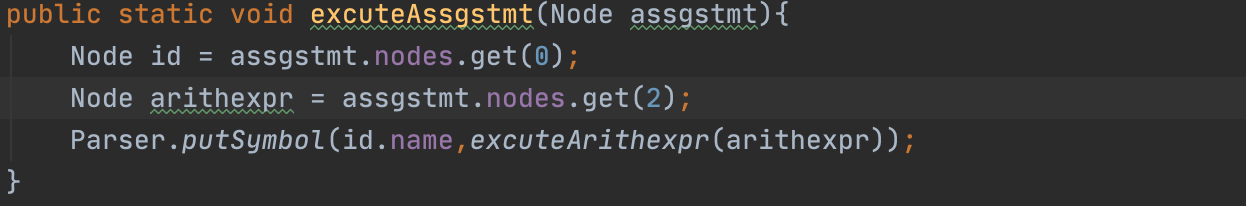 public static void excuteAssgstmt(Node assgstmt){
    Node id = assgstmt.nodes.get(0);
    Node arithexpr = assgstmt.nodes.get(2);
    Parser.putSymbol(id.name,excuteArithexpr(arithexpr));
}